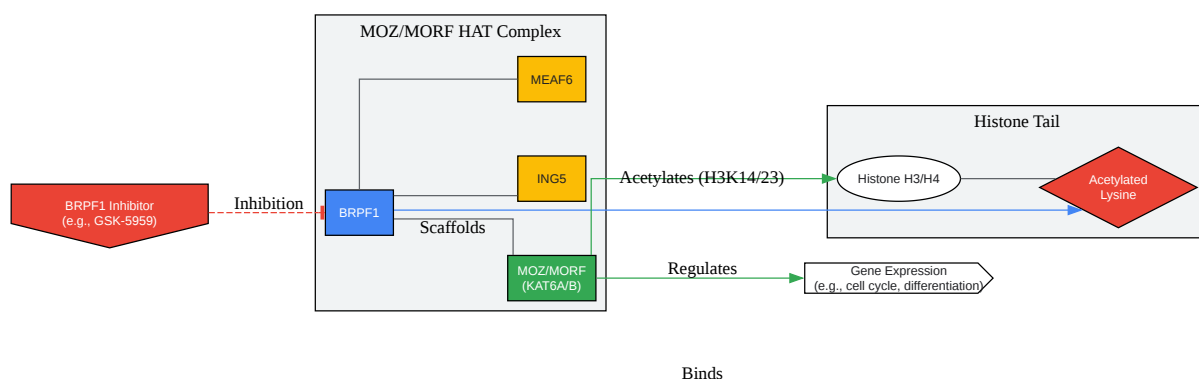 MOZ/MORF HAT Complex
MEAF6
ING5
BRPF1 Inhibitor
(e.g., GSK-5959)
Inhibition
BRPF1
Scaffolds
MOZ/MORF
(KAT6A/B)
Acetylates (H3K14/23)
Regulates
Histone Tail
Histone H3/H4
Acetylated
Lysine
Gene Expression
(e.g., cell cycle, differentiation)
Binds